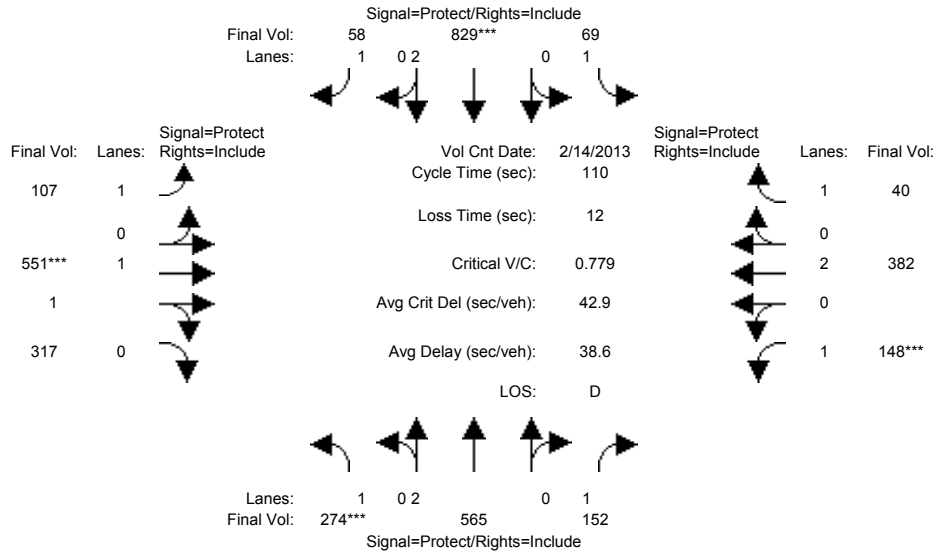 Signal=Protect/Rights=Include
Final Vol: 58 829*** 69
Lanes: 1 0 2 0 1
Signal=Protect Signal=Protect
Final Vol: Lanes: Rights=Include Vol Cnt Date: 2/14/2013 Rights=Include Lanes: Final Vol:
Cycle Time (sec): 110
107 1 1 40
Loss Time (sec): 12
0 0
551*** 1 Critical V/C: 0.779 2 382
1 Avg Crit Del (sec/veh): 42.9 0
317 0 Avg Delay (sec/veh): 38.6 1 148***
LOS: D
Lanes: 1 0 2 0 1
Final Vol: 274*** 565 152
Signal=Protect/Rights=Include